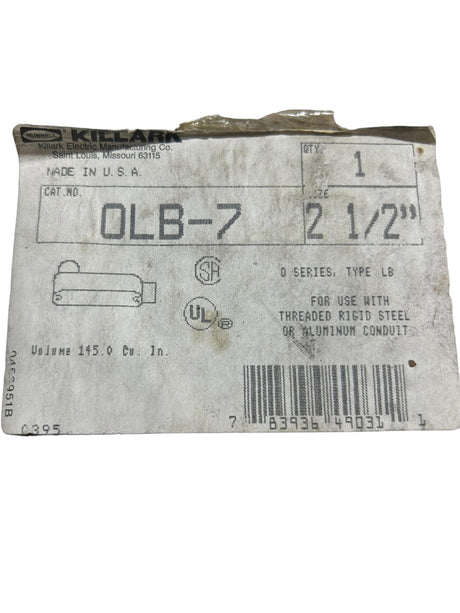 HUBBELL
KILLARK
Killark Electric Manufacturing Co.
Saint Louis, Missouri 63115
MADE IN U.S.A.
QTY.
1
CAT.NO.
OLB-7
2 1/2"
SA
O SERIES, TYPE LB
UL ®
FOR USE WITH
THREADED RIGID STEEL
OR ALUMINUM CONDUIT
Volume 145.0 Cu. In.
0395
7 83936 49031 1